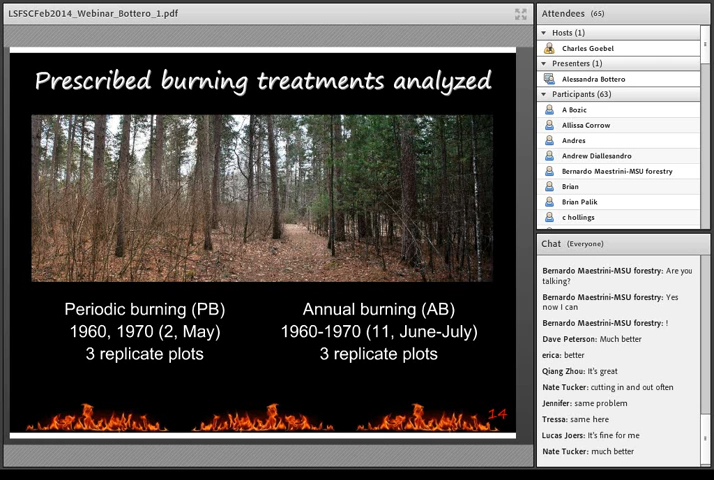 LSFSCFeb2014_Webinar_Bottero_1.pdf
Prescribed burning treatments analyzed
Periodic burning (PB)
1960, 1970 (2, May)
3 replicate plots
Annual burning (AB)
1960-1970 (11, June-July)
3 replicate plots
14
Attendees (65)
Hosts (1)
Charles Goebel
Presenters (1)
Alessandra Bottero
Participants (63)
A Bozic
Allissa Corrow
Andres
Andrew Diallesandro
Bernardo Maestrini-MSU forestry
Brian
Brian Palik
c hollings
Chat (Everyone)
Bernardo Maestrini-MSU forestry: Are you
talking?
Bernardo Maestrini-MSU forestry: Yes
now I can
Bernardo Maestrini-MSU forestry: !
Dave Peterson: Much better
erica: better
Qiang Zhou: It's great
Nate Tucker: cutting in and out often
Jennifer: same problem
Tressa: same here
Lucas Joers: It's fine for me
Nate Tucker: much better